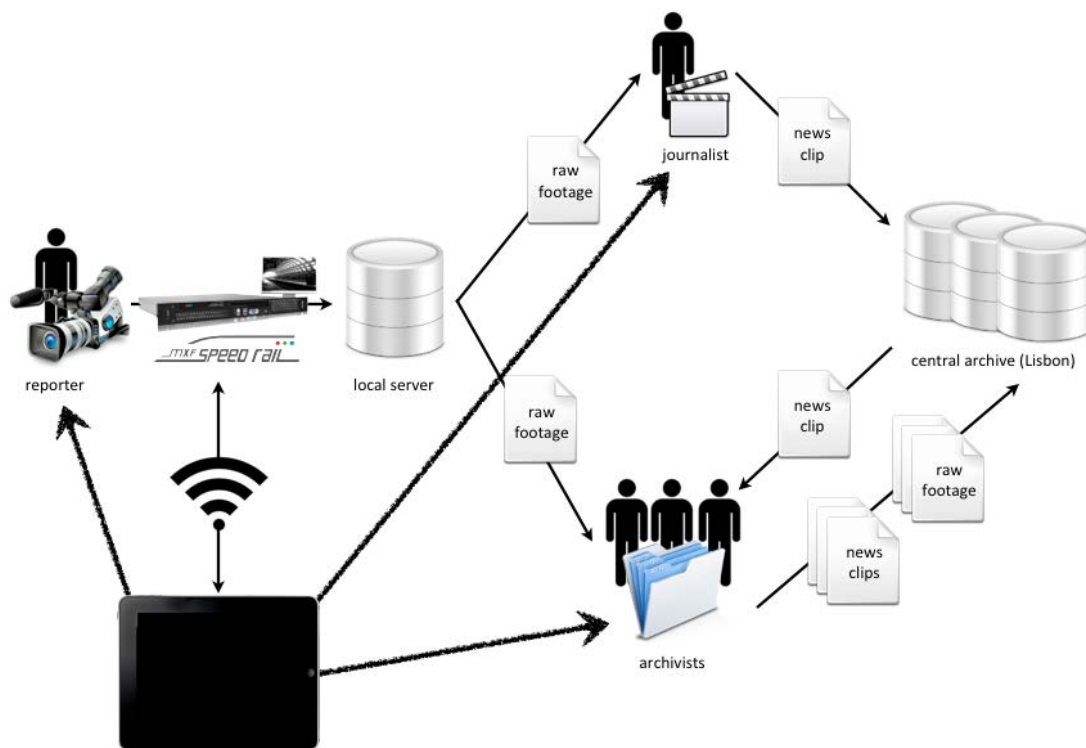 journalist
raw
footage
news
clip
MXF SPEED RAIL
reporter
local server
central archive (Lisbon)
raw
footage
news
clip
raw
footage
news
clips
archivists